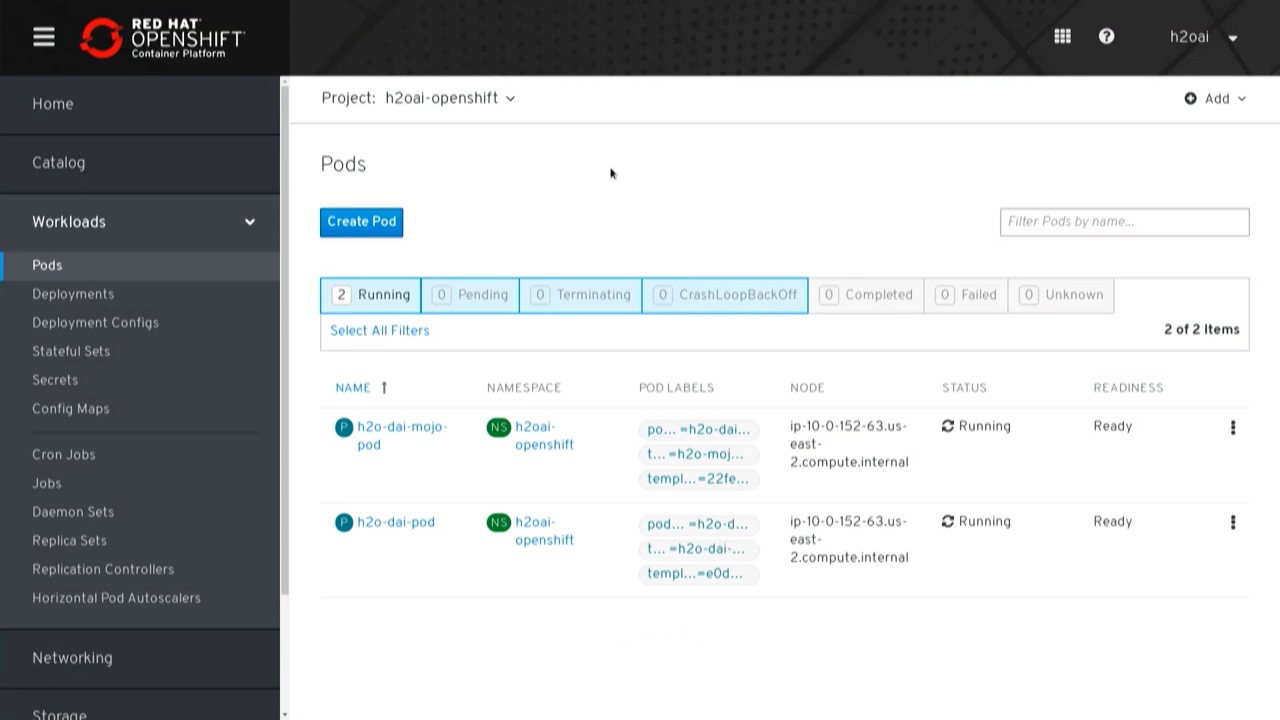 RED HAT
OPENSHIFT
Container Platform
h2oai
Home
Catalog
Workloads
Pods
Deployments
Deployment Configs
Stateful Sets
Secrets
Config Maps
Cron Jobs
Jobs
Daemon Sets
Replica Sets
Replication Controllers
Horizontal Pod Autoscalers
Networking
Storage
Project: h2oai-openshift
Add
Pods
Create Pod
Filter Pods by name...
2 Running
0 Pending
0 Terminating
0 CrashLoopBackOff
0 Completed
0 Failed
0 Unknown
Select All Filters
2 of 2 Items
NAME NAMESPACE POD LABELS NODE STATUS READINESS
P h2o-dai-mojo-
pod
NS h2oai-
openshift
po... =h2o-dai...
t... =h2o-moj...
templ...=22fe...
ip-10-0-152-63.us-
east-
2.compute.internal
Running
Ready
P h2o-dai-pod
NS h2oai-
openshift
pod... =h2o-d...
t... =h2o-dai-...
templ...=e0d...
ip-10-0-152-63.us-
east-
2.compute.internal
Running
Ready